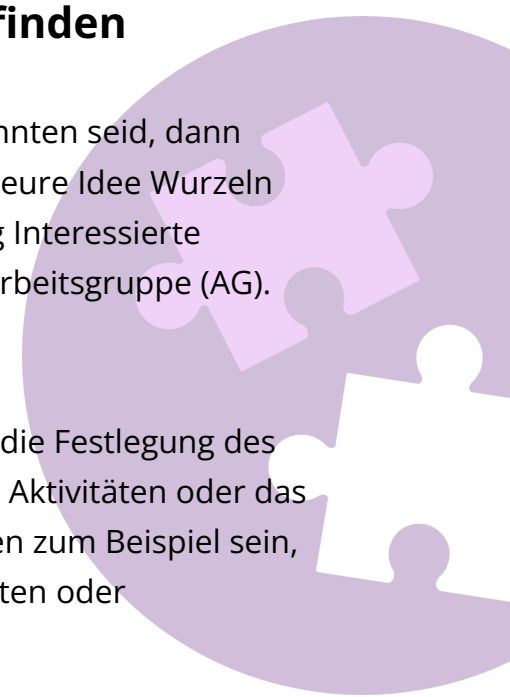 finden
nnten seid, dann
eure Idee Wurzeln
g Interessierte
rbeitsgruppe (AG).
die Festlegung des
Aktivitäten oder das
en zum Beispiel sein,
ten oder